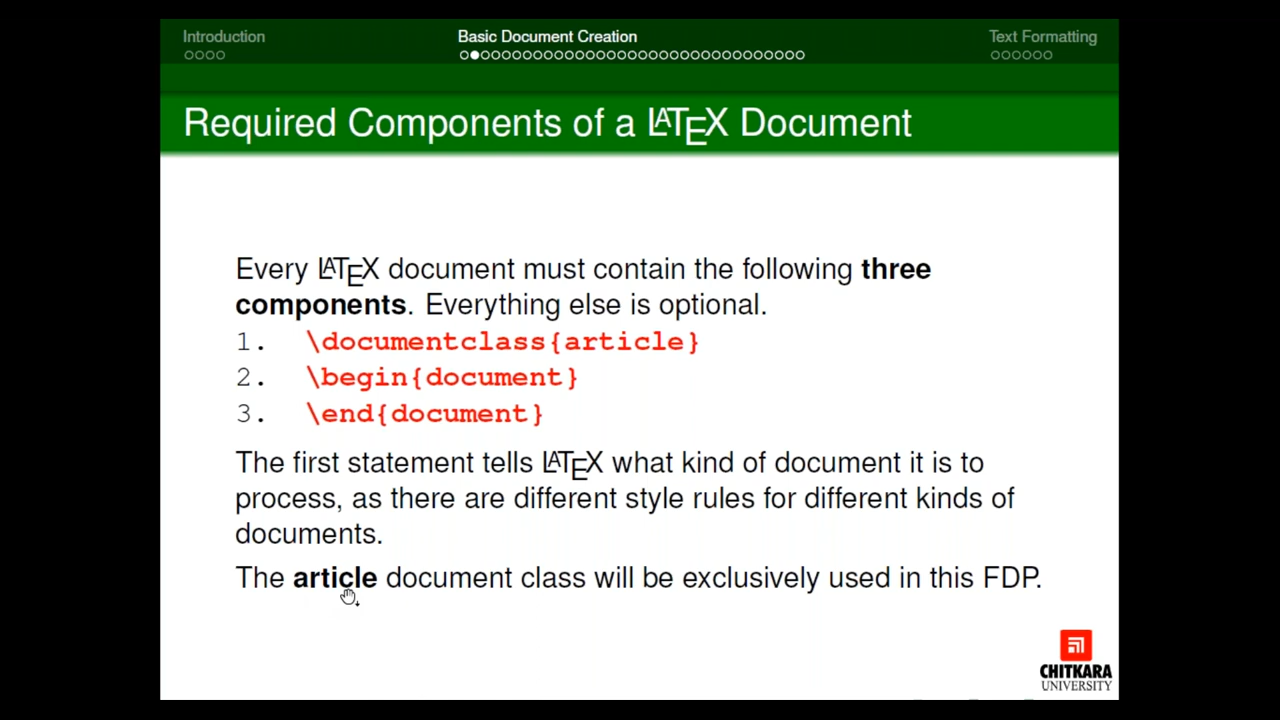 Introduction
Basic Document Creation
Text Formatting
Required Components of a LATEX Document
Every LATEX document must contain the following three
components. Everything else is optional.
1. \documentclass{article}
2. \begin{document}
3. \end{document}
The first statement tells LATEX what kind of document it is to
process, as there are different style rules for different kinds of
documents.
The article document class will be exclusively used in this FDP.
CHITKARA
UNIVERSITY